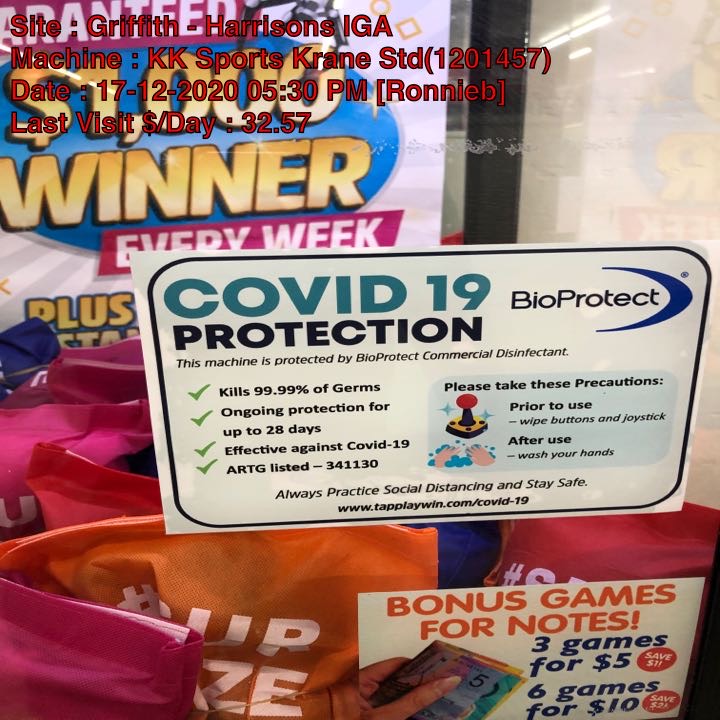 Site : Griffith - Harrisons IGA
Machine : KK Sports Krane Std(1201457)
Date : 17-12-2020 05:30 PM [Ronnieb]
Last Visit $/Day : 32.57
WINNER
EVERY WEEK
PLUS
COVID 19
PROTECTION
BioProtect®
This machine is protected by BioProtect Commercial Disinfectant.
Kills 99.99% of Germs
Ongoing protection for
up to 28 days
Effective against Covid-19
ARTG listed – 341130
Please take these Precautions:
Prior to use
– wipe buttons and joystick
After use
– wash your hands
Always Practice Social Distancing and Stay Safe.
www.tapplaywin.com/covid-19
BONUS GAMES
FOR NOTES!
3 games
for $5
SAVE
$1!
6 games
for $10
SAVE